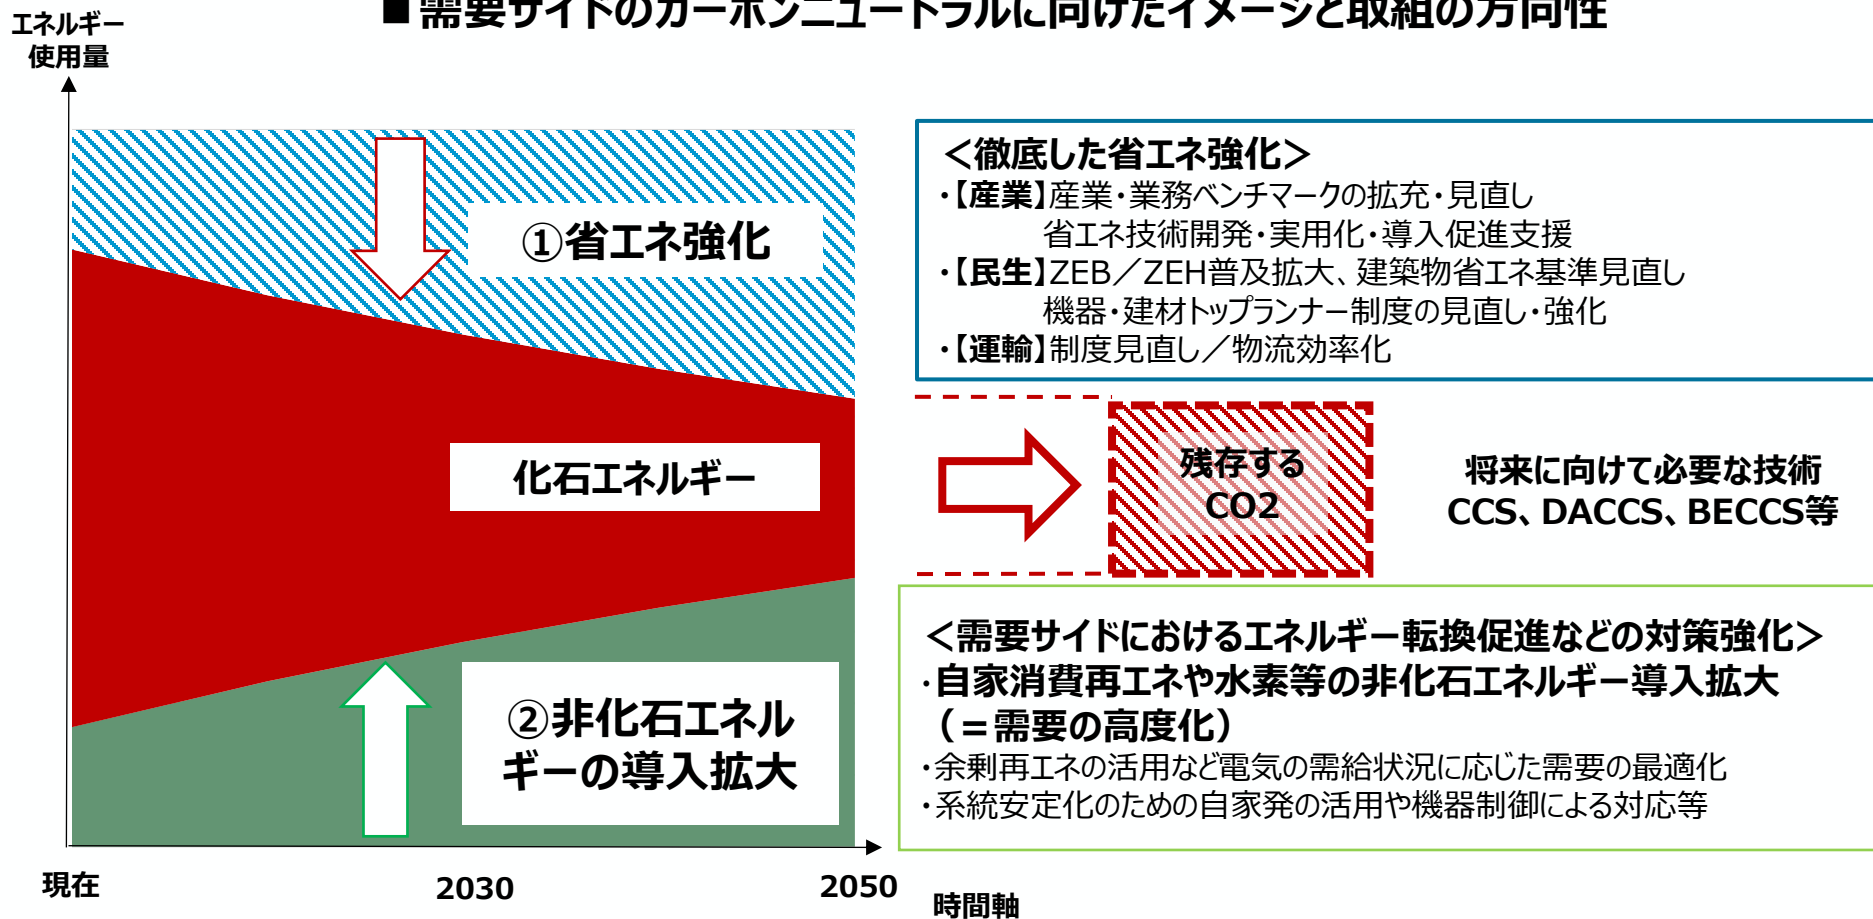 ■需要サイドのカーボンニュートラルに向けたイメージと取組の方向性
エネルギー
使用量
①省エネ強化
化石エネルギー
②非化石エネル
ギーの導入拡大
現在
2030
2050
時間軸
＜徹底した省エネ強化＞
・【産業】産業・業務ベンチマークの拡充・見直し
省エネ技術開発・実用化・導入促進支援
・【民生】ZEB／ZEH普及拡大、建築物省エネ基準見直し
機器・建材トップランナー制度の見直し・強化
・【運輸】制度見直し／物流効率化
残存する
CO2
将来に向けて必要な技術
CCS、DACCS、BECCS等
＜需要サイドにおけるエネルギー転換促進などの対策強化＞
・自家消費再エネや水素等の非化石エネルギー導入拡大
（＝需要の高度化）
・余剰再エネの活用など電気の需給状況に応じた需要の最適化
・系統安定化のための自家発の活用や機器制御による対応等